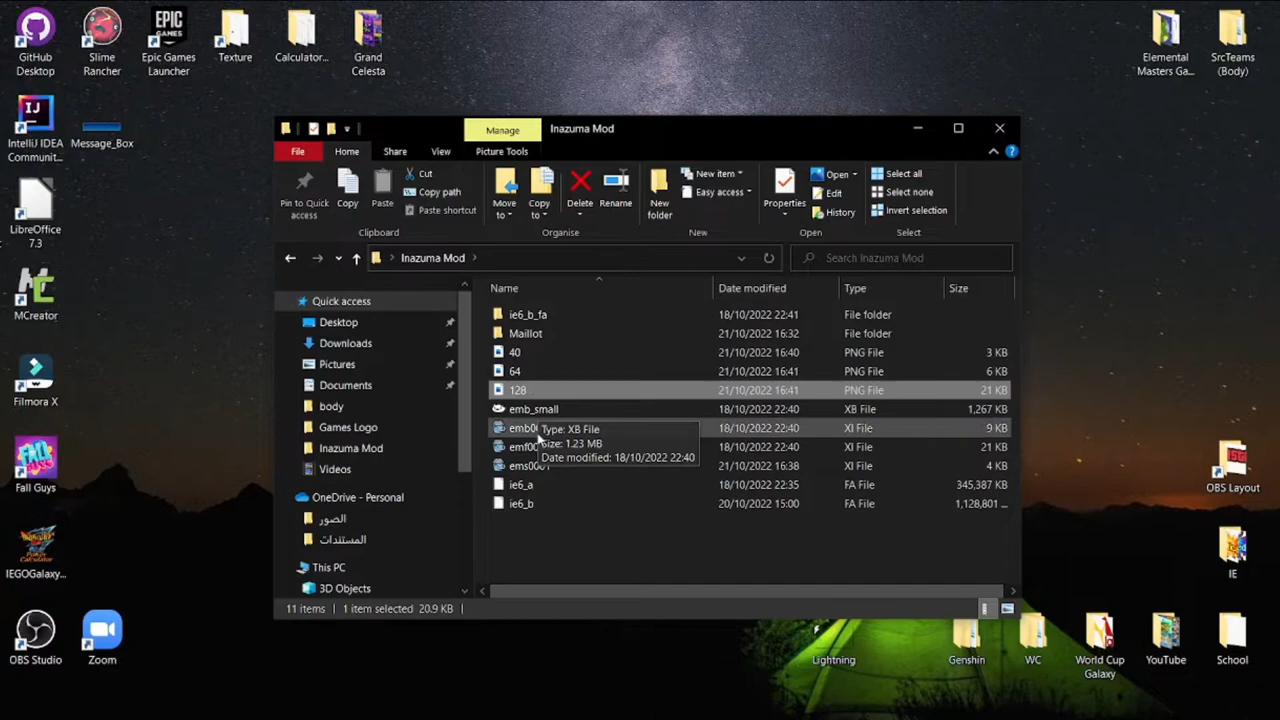 GitHub Desktop
Slime Rancher
Epic Games Launcher
EPIC GAMES
Texture
Calculator...
Grand Celesta
Elemental Masters Ga...
SrcTeams (Body)
IJ
IntelliJ IDEA Communit...
Message_Box
LibreOffice 7.3
MCreator
Filmora X
FALL GUYS
Fall Guys
IEGOGalaxy...
OBS Studio
Zoom
Manage
Inazuma Mod
File
Home
Share
View
Picture Tools
Pin to Quick access
Copy
Paste
Cut
Copy path
Paste shortcut
Clipboard
Move to
Copy to
Delete
Rename
Organise
New folder
New item
Easy access
New
Properties
Open
Edit
History
Open
Select all
Select none
Invert selection
Select
Inazuma Mod
Search Inazuma Mod
Quick access
Desktop
Downloads
Pictures
Documents
body
Games Logo
Inazuma Mod
Videos
OneDrive - Personal
الصور
المستندات
This PC
3D Objects
Name Date modified Type Size
ie6_b_fa 18/10/2022 22:41 File folder
Maillot 21/10/2022 16:32 File folder
40 21/10/2022 16:40 PNG File 3 KB
64 21/10/2022 16:40 PNG File 6 KB
128 21/10/2022 16:41 PNG File 21 KB
emb_small 18/10/2022 22:40 XB File 1,267 KB
18/10/2022 22:40 XI File 9 KB
18/10/2022 22:40 XI File 21 KB
21/10/2022 16:38 XI File 4 KB
ie6_a 18/10/2022 22:35 FA File 345,387 KB
ie6_b 20/10/2022 15:00 FA File 1,128,801 ...
Type: XB File
Size: 1.23 MB
Date modified: 18/10/2022 22:40
11 items 1 item selected 20.9 KB
OBS Layout
IE
Lightning
Genshin
WC
World Cup Galaxy
YouTube
School